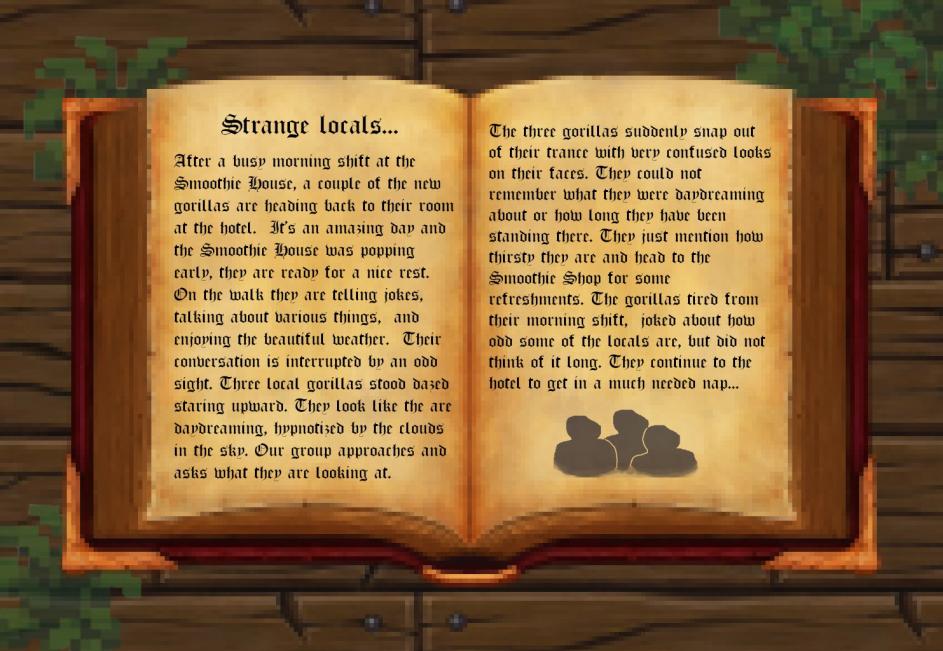 Strange locals...
After a busy morning shift at the
Smoothie House, a couple of the new
gorillas are heading back to their room
at the hotel.  It's an amazing day and
the Smoothie House was popping
early, they are ready for a nice rest.
On the walk they are telling jokes,
talking about various things,  and
enjoying the beautiful weather.  Their
conversation is interrupted by an odd
sight. Three local gorillas stood dazed
staring upward. They look like the are
daydreaming, hypnotized by the clouds
in the sky. Our group approaches and
asks what they are looking at.
The three gorillas suddenly snap out
of their trance with very confused looks
on their faces. They could not
remember what they were daydreaming
about or how long they have been
standing there. They just mention how
thirsty they are and head to the
Smoothie Shop for some
refreshments. The gorillas tired from
their morning shift,  joked about how
odd some of the locals are, but did not
think of it long. They continue to the
hotel to get in a much needed nap...